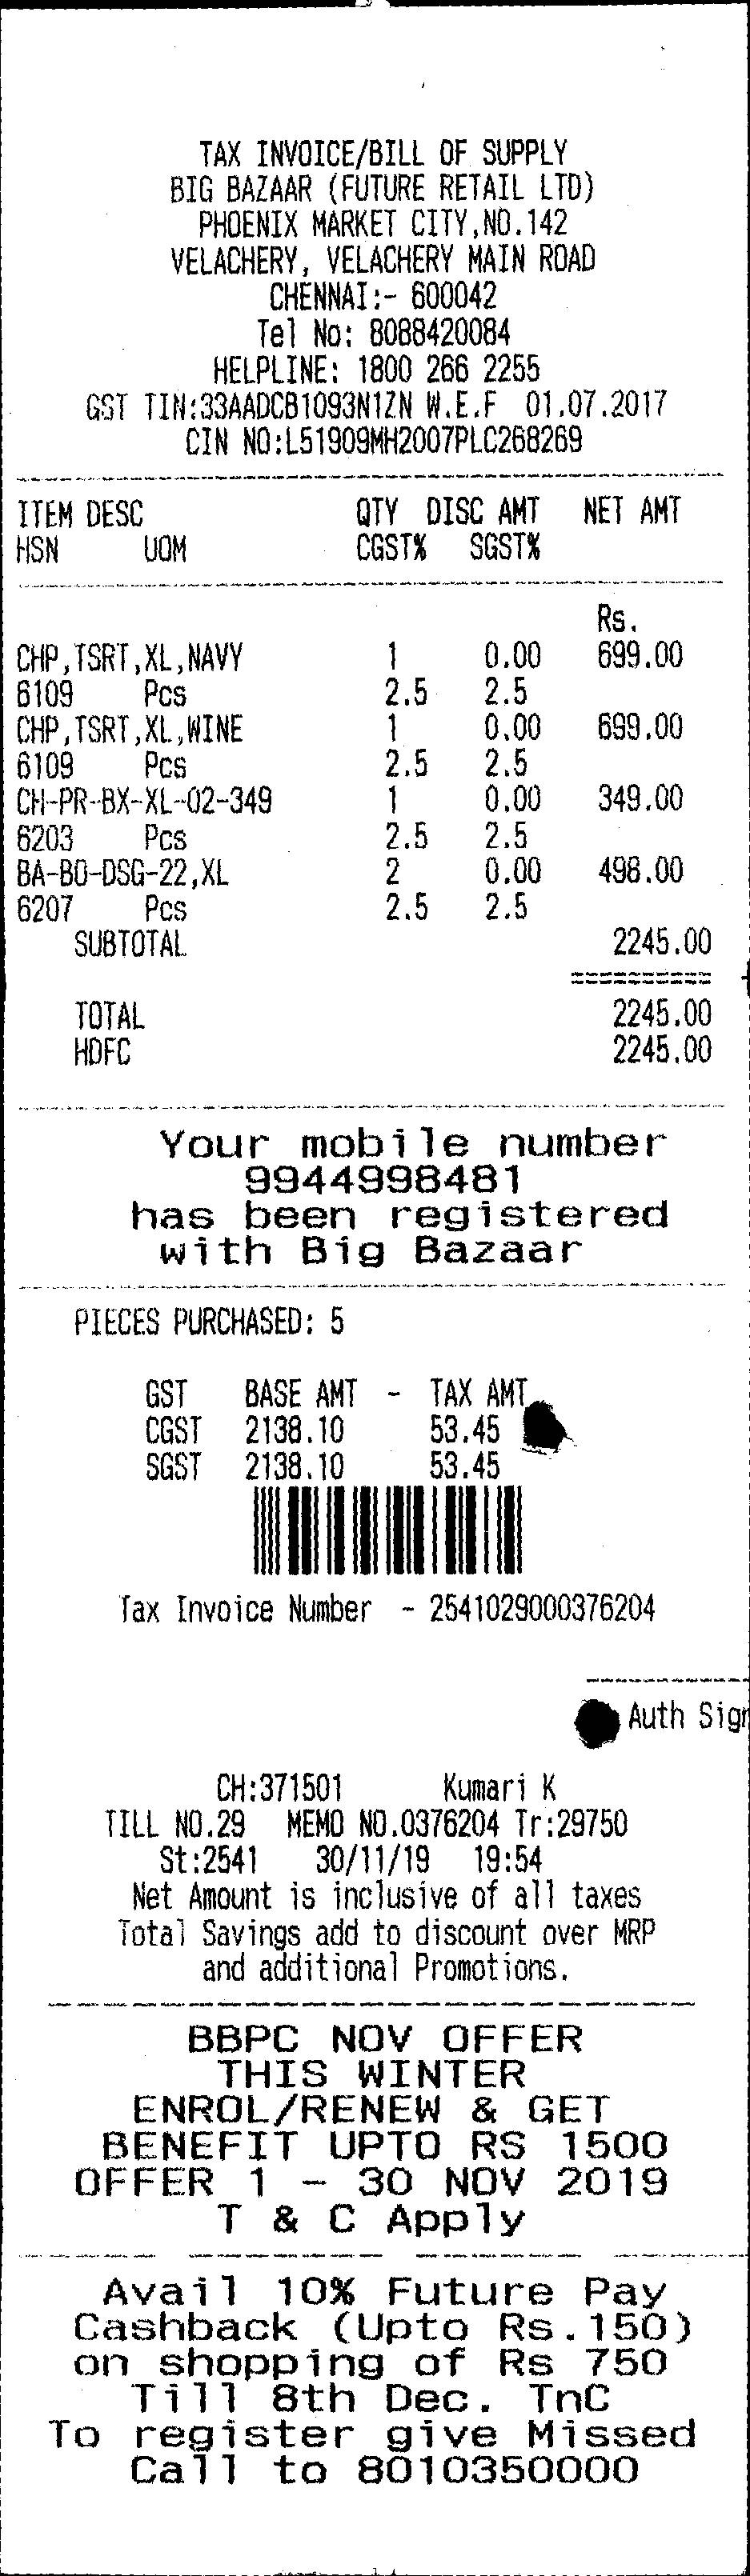 TAX INVOICE/BILL OF SUPPLY
BIG BAZAAR (FUTURE RETAIL LTD)
PHOENIX MARKET CITY,NO.142
VELACHERY, VELACHERY MAIN ROAD
CHENNAI:- 600042
Tel No: 8088420084
HELPLINE: 1800 266 2255
GST TIN:33AADCB1093N1ZN W.E.F 01.07.2017
CIN NO:L51909MH2007PLC268269
ITEM DESC QTY DISC AMT NET AMT
HSN UOM CGST% SGST%
Rs.
CHP,TSRT,XL,NAVY 1 0.00 699.00
6109 Pcs 2.5 2.5
CHP,TSRT,XL,WINE 1 0.00 699.00
6109 Pcs 2.5 2.5
CH-PR-BX-XL-02-349 1 0.00 349.00
6203 Pcs 2.5 2.5
BA-BO-DSG-22,XL 2 0.00 498.00
6207 Pcs 2.5 2.5
SUBTOTAL 2245.00
==========
TOTAL 2245.00
HDFC 2245.00
Your mobile number
9944998481
has been registered
with Big Bazaar
PIECES PURCHASED: 5
GST BASE AMT - TAX AMT
CGST 2138.10 53.45
SGST 2138.10 53.45
Tax Invoice Number - 2541029000376204
Auth Sign
CH:371501 Kumari K
TILL NO.29 MEMO NO.0376204 Tr:29750
St:2541 30/11/19 19:54
Net Amount is inclusive of all taxes
Total Savings add to discount over MRP
and additional Promotions.
BBPC NOV OFFER
THIS WINTER
ENROL/RENEW & GET
BENEFIT UPTO RS 1500
OFFER 1 - 30 NOV 2019
T & C Apply
Avail 10% Future Pay
Cashback (Upto Rs.150)
on shopping of Rs 750
Till 8th Dec. TnC
To register give Missed
Call to 8010350000